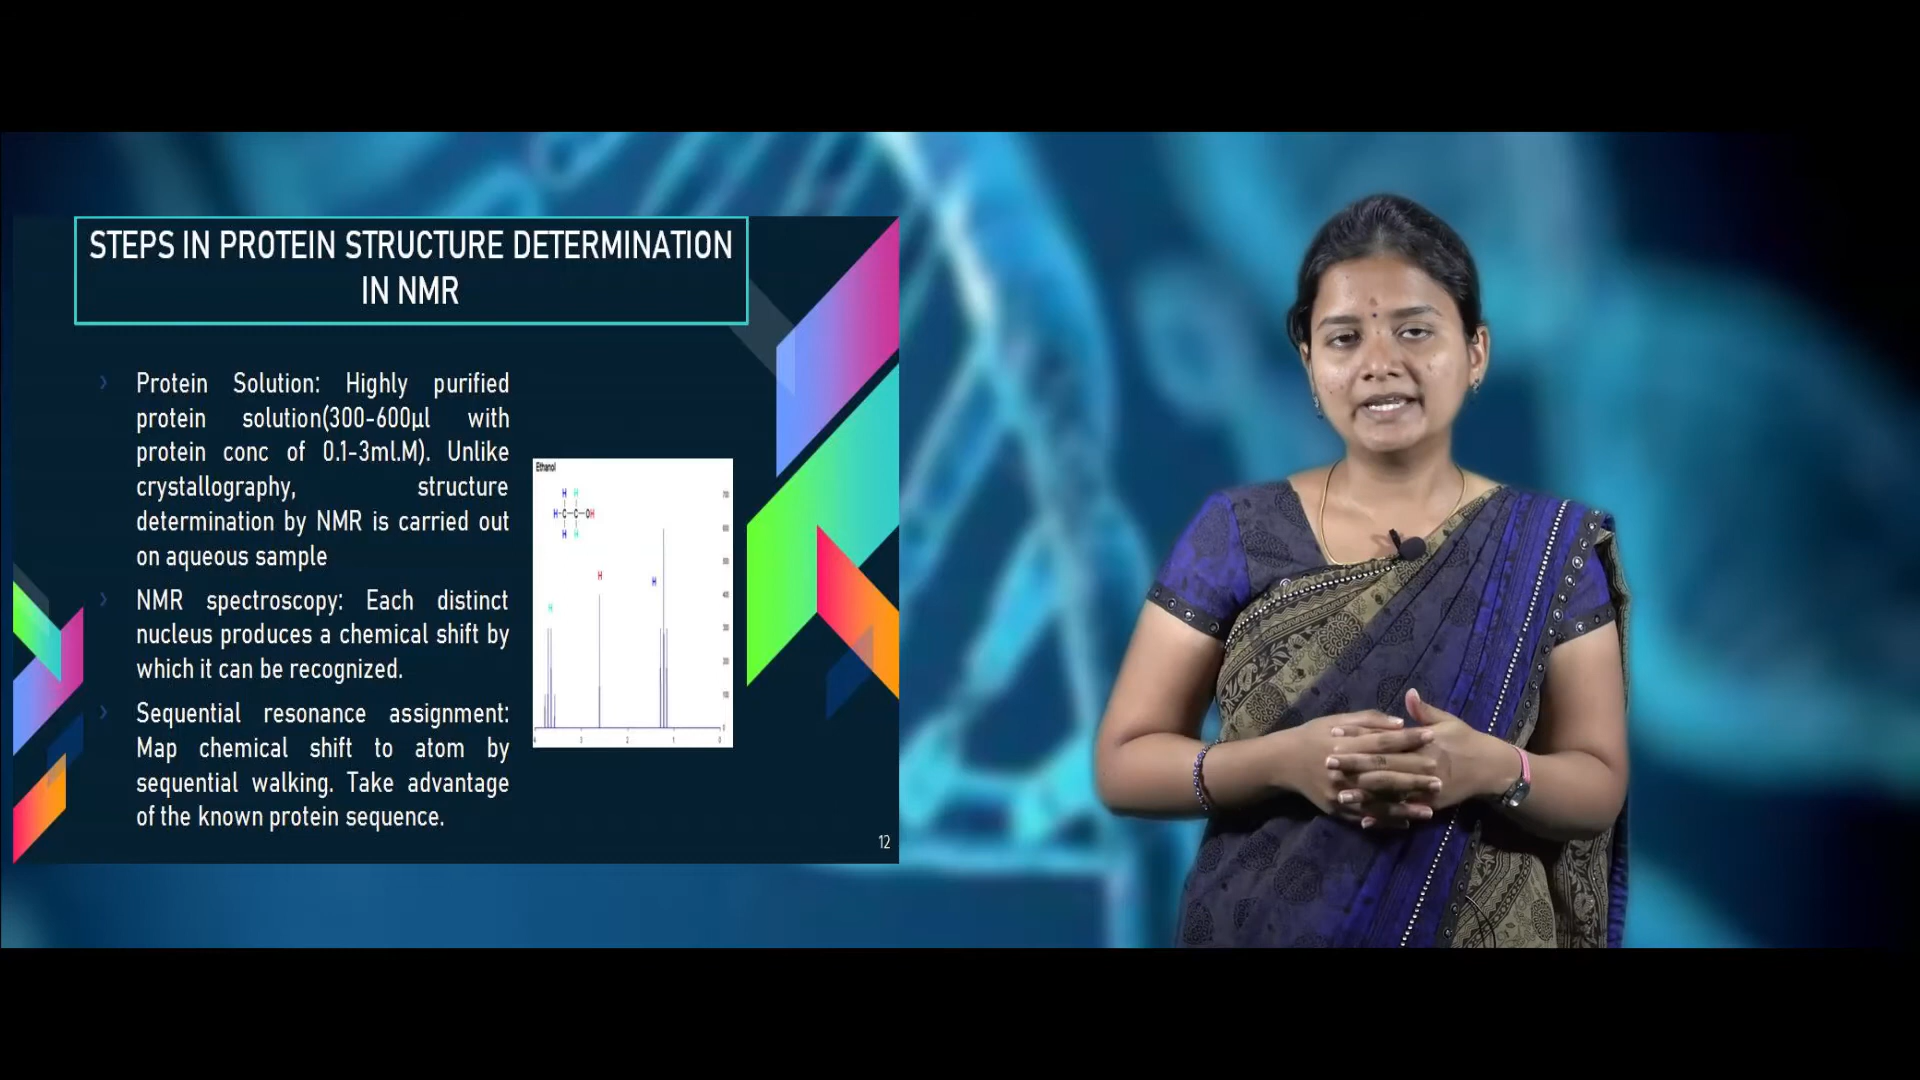 STEPS IN PROTEIN STRUCTURE DETERMINATION
IN NMR
Protein Solution: Highly purified
protein solution(300-600µl with
protein conc of 0.1-3ml.M). Unlike
crystallography, structure
determination by NMR is carried out
on aqueous sample
NMR spectroscopy: Each distinct
nucleus produces a chemical shift by
which it can be recognized.
Sequential resonance assignment:
Map chemical shift to atom by
sequential walking. Take advantage
of the known protein sequence.
Ethanol
H H
H-C-C-OH
H H
H
H
H
12